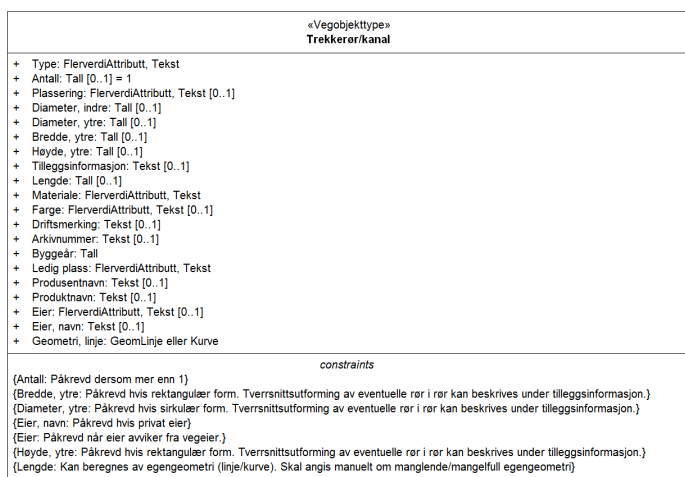 «Vegobjekttype»
Trekkerør/kanal
+ Type: FlerverdiAttributt, Tekst
+ Antall: Tall [0..1] = 1
+ Plassering: FlerverdiAttributt, Tekst [0..1]
+ Diameter, indre: Tall [0..1]
+ Diameter, ytre: Tall [0..1]
+ Bredde, ytre: Tall [0..1]
+ Høyde, ytre: Tall [0..1]
+ Tilleggsinformasjon: Tekst [0..1]
+ Lengde: Tall [0..1]
+ Materiale: FlerverdiAttributt, Tekst
+ Farge: FlerverdiAttributt, Tekst [0..1]
+ Driftsmerking: Tekst [0..1]
+ Arkivnummer: Tekst [0..1]
+ Byggeår: Tall
+ Ledig plass: FlerverdiAttributt, Tekst
+ Produsentnavn: Tekst [0..1]
+ Produktnavn: Tekst [0..1]
+ Eier: FlerverdiAttributt, Tekst [0..1]
+ Eier, navn: Tekst [0..1]
+ Geometri, linje: GeomLinje eller Kurve
constraints
{Antall: Påkrevd dersom mer enn 1}
{Bredde, ytre: Påkrevd hvis rektangulær form. Tverrsnittsutforming av eventuelle rør i rør kan beskrives under tilleggsinformasjon.}
{Diameter, ytre: Påkrevd hvis sirkulær form. Tverrsnittsutforming av eventuelle rør i rør kan beskrives under tilleggsinformasjon.}
{Eier, navn: Påkrevd hvis privat eier}
{Eier: Påkrevd når eier avviker fra vegeier.}
{Høyde, ytre: Påkrevd hvis rektangulær form. Tverrsnittsutforming av eventuelle rør i rør kan beskrives under tilleggsinformasjon.}
{Lengde: Kan beregnes av egengeometri (linje/kurve). Skal angis manuelt om manglende/mangelfull egengeometri}